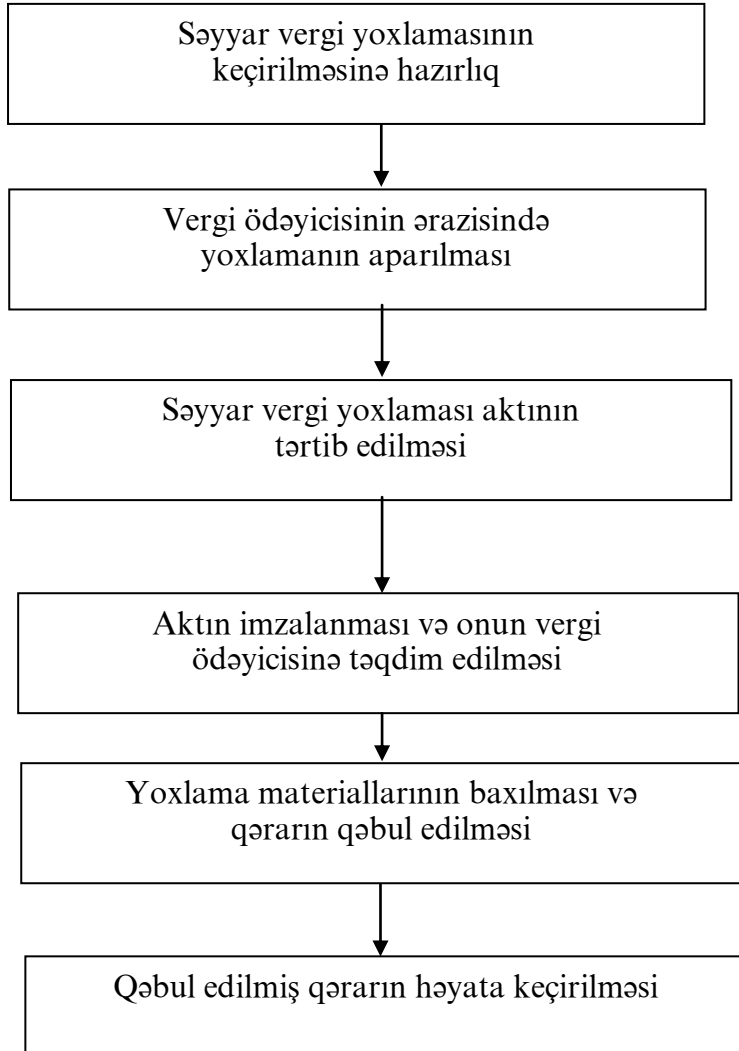 Səyyar vergi yoxlamasının
keçirilməsinə hazırlıq
Vergi ödəyicisinin ərazisində
yoxlamanın aparılması
Səyyar vergi yoxlaması aktının
tərtib edilməsi
Aktın imzalanması və onun vergi
ödəyicisinə təqdim edilməsi
Yoxlama materiallarının baxılması və
qərarın qəbul edilməsi
Qəbul edilmiş qərarın həyata keçirilməsi